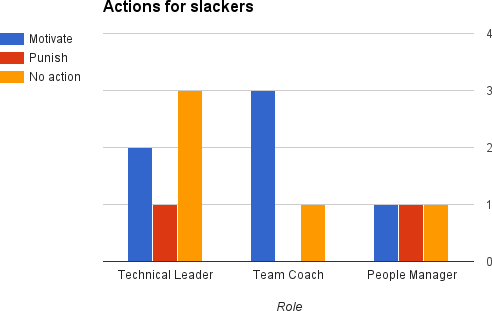 Actions for slackers
Motivate
Punish
No action
4
3
2
1
0
Technical Leader
Team Coach
People Manager
Role